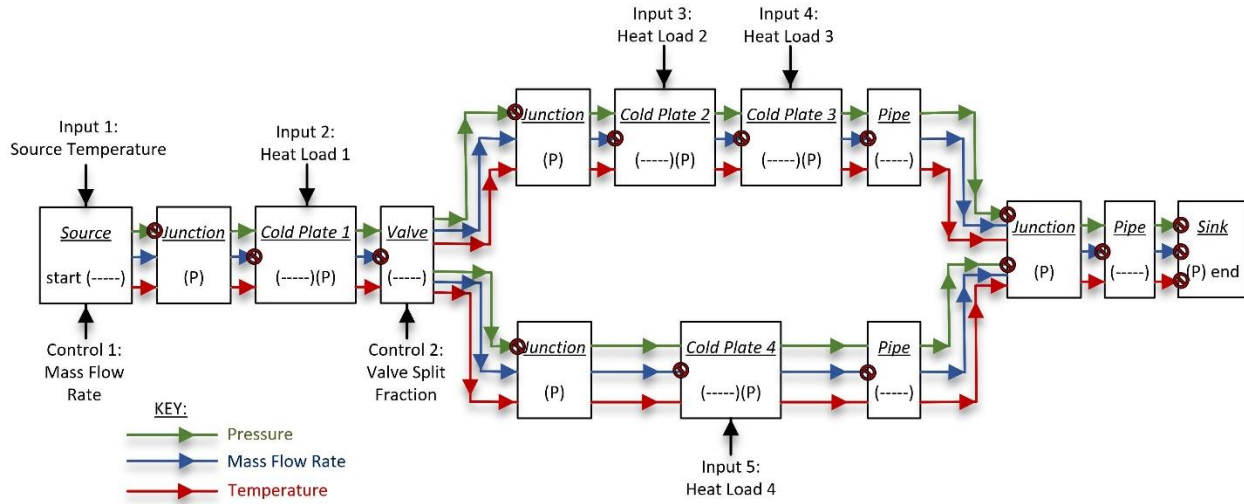 Input 3:
Heat Load 2
Input 4:
Heat Load 3
Input 1:
Source Temperature
Input 2:
Heat Load 1
Junction
(P)
Cold Plate 2
(-----)(P)
Cold Plate 3
(-----)(P)
Pipe
(-----)
Source
start (-----)
Junction
(P)
Cold Plate 1
(-----)(P)
Valve
(-----)
Junction
(P)
Pipe
(-----)
Sink
(P) end
Junction
(P)
Cold Plate 4
(-----)(P)
Pipe
(-----)
Control 1:
Mass Flow
Rate
Control 2:
Valve Split
Fraction
Input 5:
Heat Load 4
KEY:
Pressure
Mass Flow Rate
Temperature